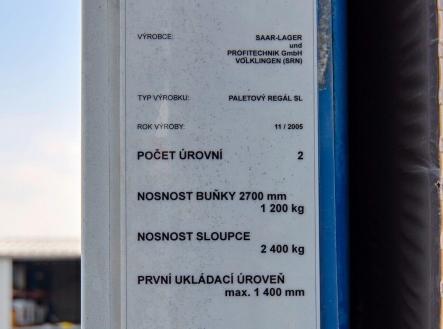 VÝROBCE: SAAR-LAGER
und
PROFITECHNIK GmbH
VOLKLINGEN (SRN)
TYP VÝROBKU: PALETOVÝ REGÁL SL
ROK VÝROBY: 11 / 2005
POČET ÚROVNÍ 2
NOSNOST BUŇKY 2700 mm
1 200 kg
NOSNOST SLOUPCE
2 400 kg
PRVNÍ UKLÁDACÍ ÚROVEŇ
max. 1 400 mm